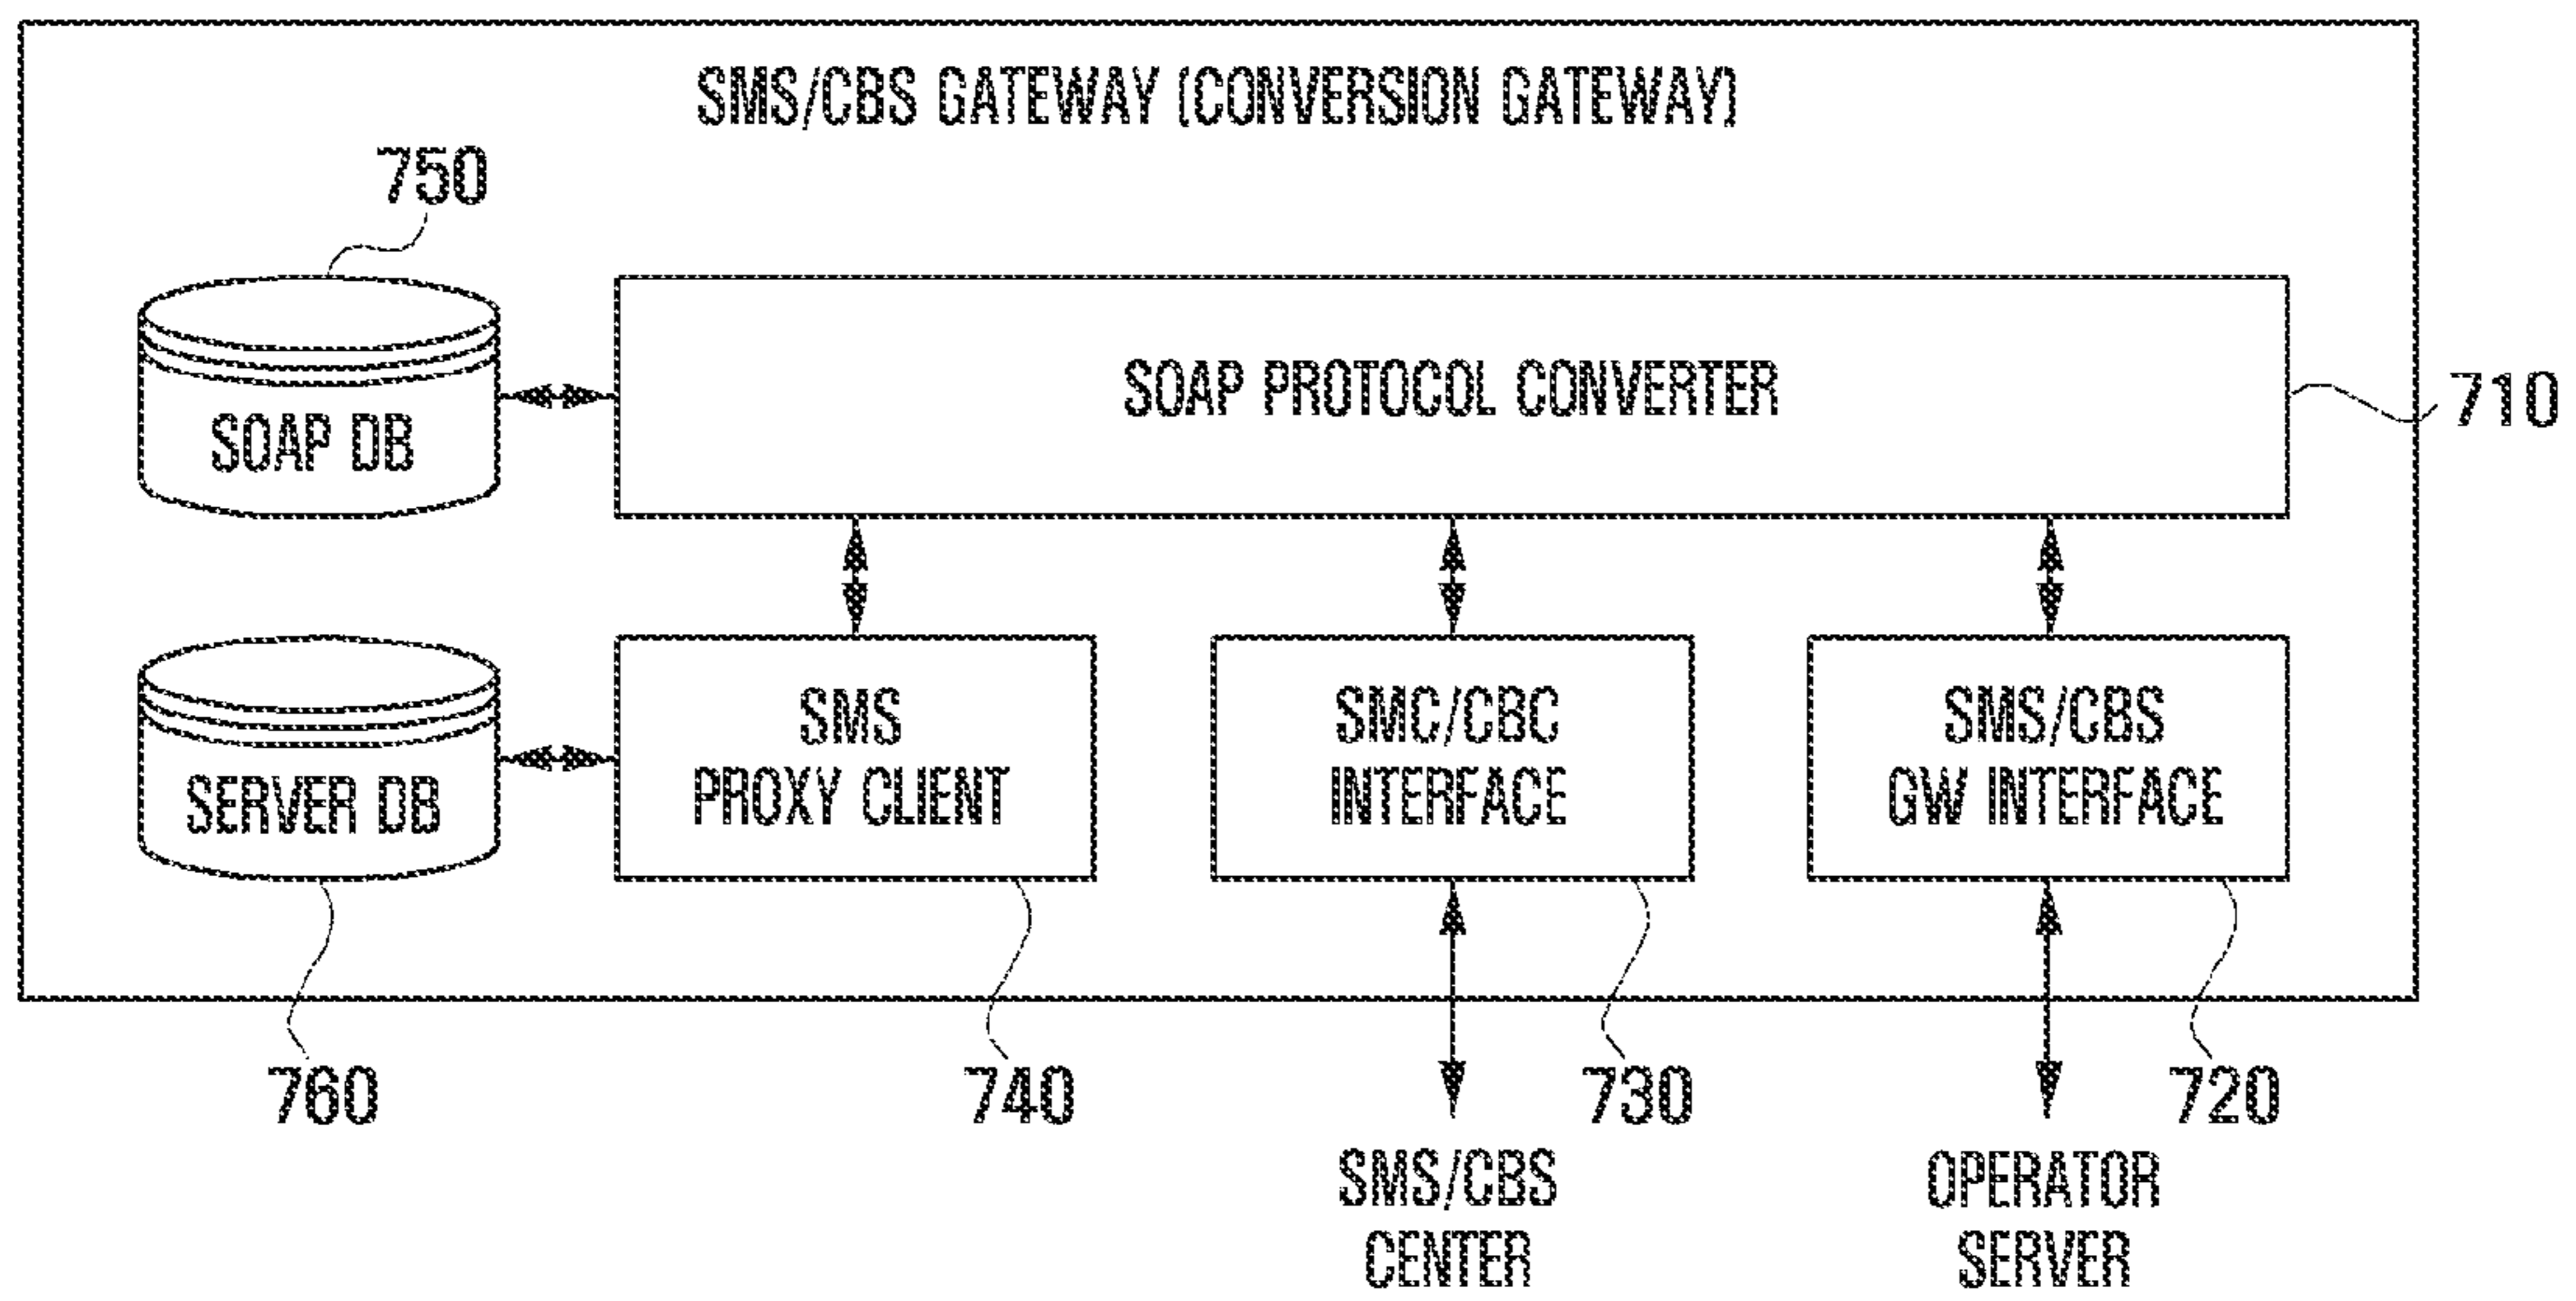 SMS/CBS GATEWAY (CONVERSION GATEWAY)
750
SOAP DB
SOAP PROTOCOL CONVERTER
710
SERVER DB
SMS
PROXY CLIENT
SMC/CBC
INTERFACE
SMS/CBS
GW INTERFACE
760
740
730
720
SMS/CBS
CENTER
OPERATOR
SERVER